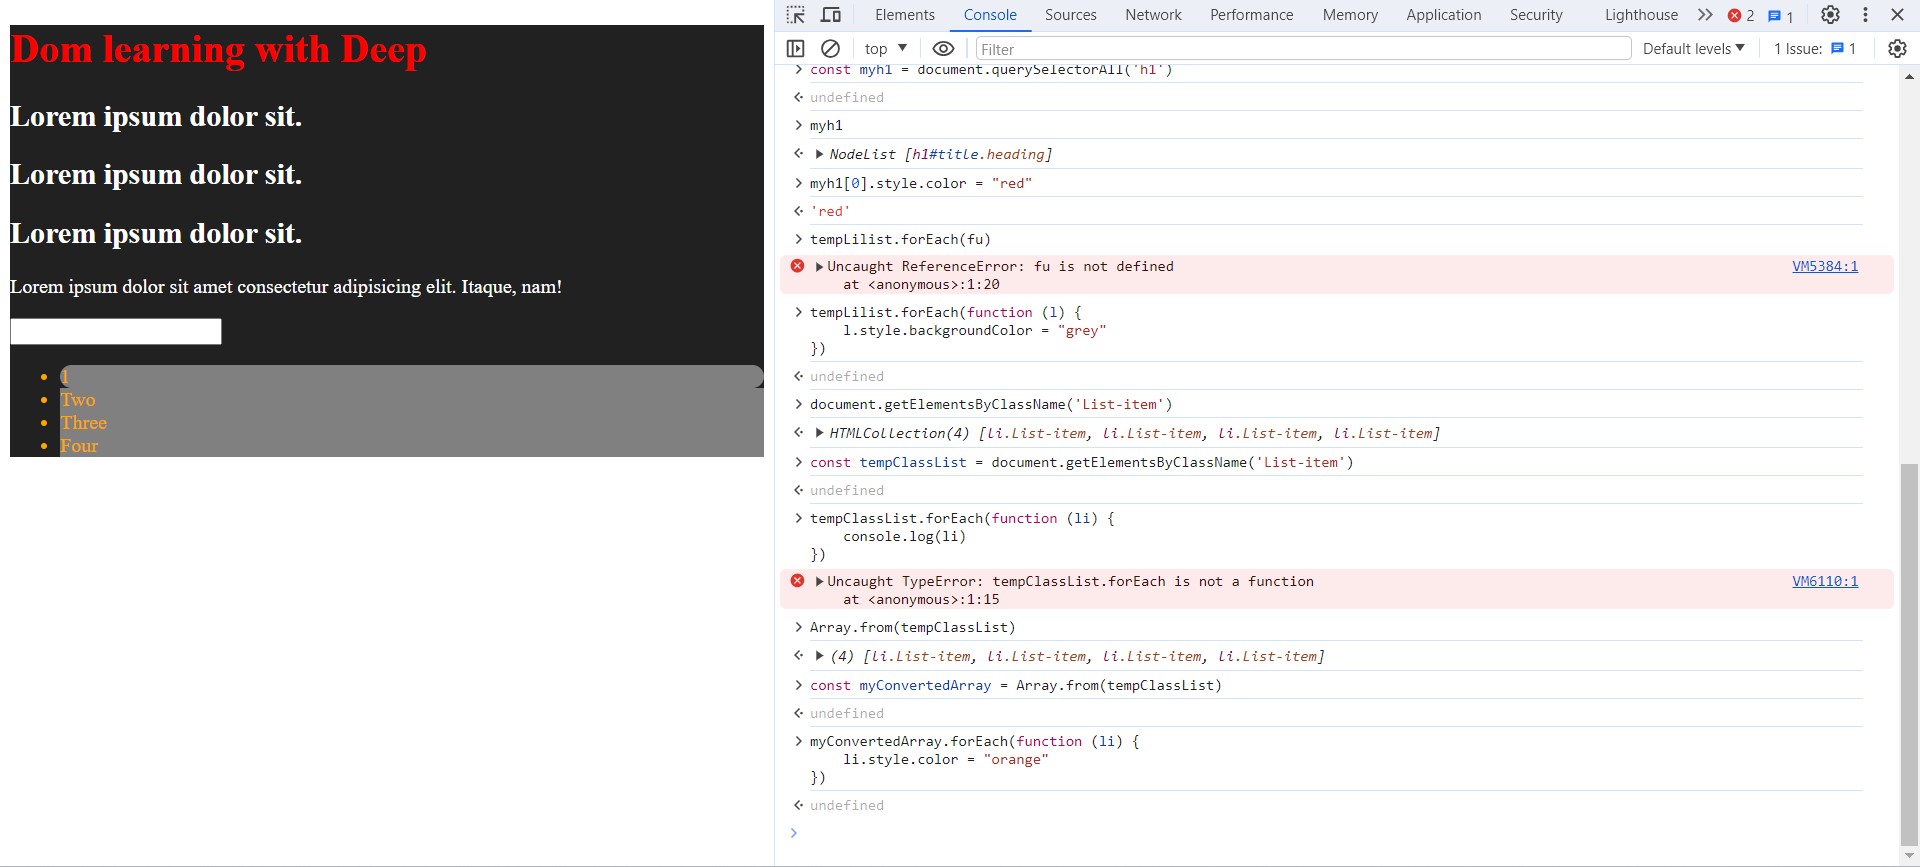 Dom learning with Deep
Lorem ipsum dolor sit.
Lorem ipsum dolor sit.
Lorem ipsum dolor sit.
Lorem ipsum dolor sit amet consectetur adipisicing elit. Itaque, nam!
1
Two
Three
Four
Elements Console Sources Network Performance Memory Application Security Lighthouse 2 1
top Filter Default levels 1 Issue: 1
const myh1 = document.querySelectorAll('h1')
undefined
myh1
NodeList [h1#title.heading]
myh1[0].style.color = "red"
'red'
tempLilist.forEach(fu)
Uncaught ReferenceError: fu is not defined VM5384:1
at <anonymous>:1:20
tempLilist.forEach(function (l) {
l.style.backgroundColor = "grey"
})
undefined
document.getElementsByClassName('List-item')
HTMLCollection(4) [li.List-item, li.List-item, li.List-item, li.List-item]
const tempClassList = document.getElementsByClassName('List-item')
undefined
tempClassList.forEach(function (li) {
console.log(li)
})
Uncaught TypeError: tempClassList.forEach is not a function VM6110:1
at <anonymous>:1:15
Array.from(tempClassList)
(4) [li.List-item, li.List-item, li.List-item, li.List-item]
const myConvertedArray = Array.from(tempClassList)
undefined
myConvertedArray.forEach(function (li) {
li.style.color = "orange"
})
undefined